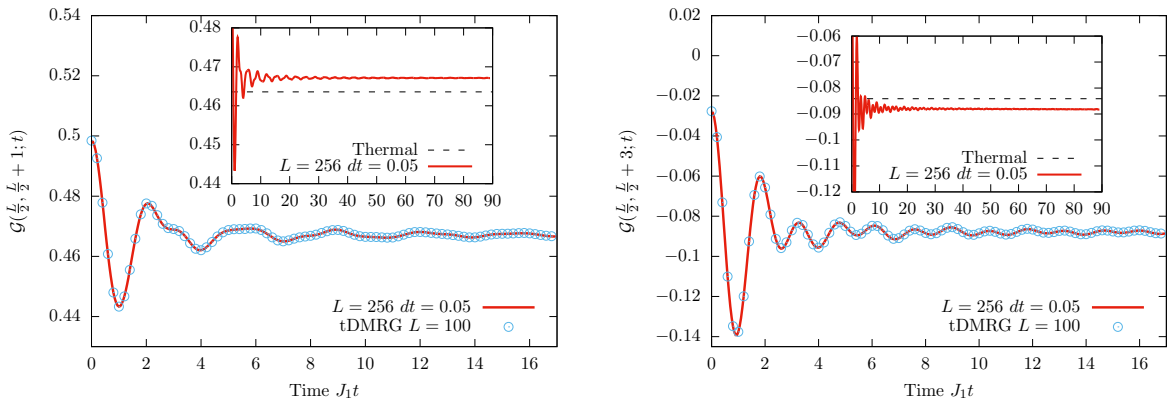 0.54
0.52
0.5
0.48
0.46
0.44
0 2 4 6 8 10 12 14 16
Time J₁t
𝒢(L/2, L/2 + 1; t)
L = 256 dt = 0.05
tDMRG L = 100
0.48
0.46
0.44
0 10 20 30 40 50 60 70 80 90
Thermal
L = 256 dt = 0.05
0.02
0
−0.02
−0.04
−0.06
−0.08
−0.1
−0.12
−0.14
0 2 4 6 8 10 12 14 16
Time J₁t
𝒢(L/2, L/2 + 3; t)
L = 256 dt = 0.05
tDMRG L = 100
−0.06
−0.07
−0.08
−0.09
−0.1
−0.11
−0.12
0 10 20 30 40 50 60 70 80 90
Thermal
L = 256 dt = 0.05